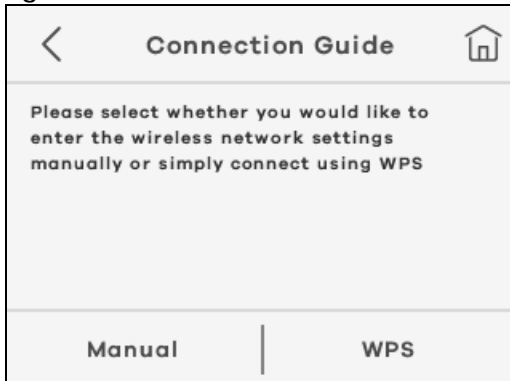 Connection Guide
Please select whether you would like to
enter the wireless network settings
manually or simply connect using WPS
Manual
WPS